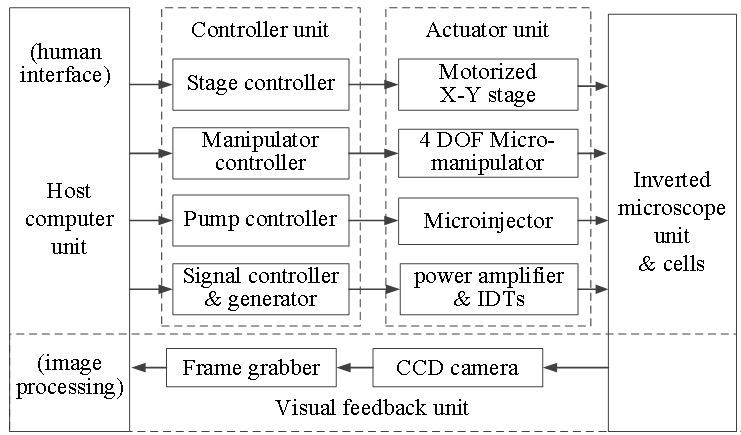 (human
interface)
Host
computer
unit
(image
processing)
Controller unit
Stage controller
Manipulator
controller
Pump controller
Signal controller
& generator
Actuator unit
Motorized
X-Y stage
4 DOF Micro-
manipulator
Microinjector
power amplifier
& IDTs
Inverted
microscope
unit
& cells
Frame grabber
CCD camera
Visual feedback unit